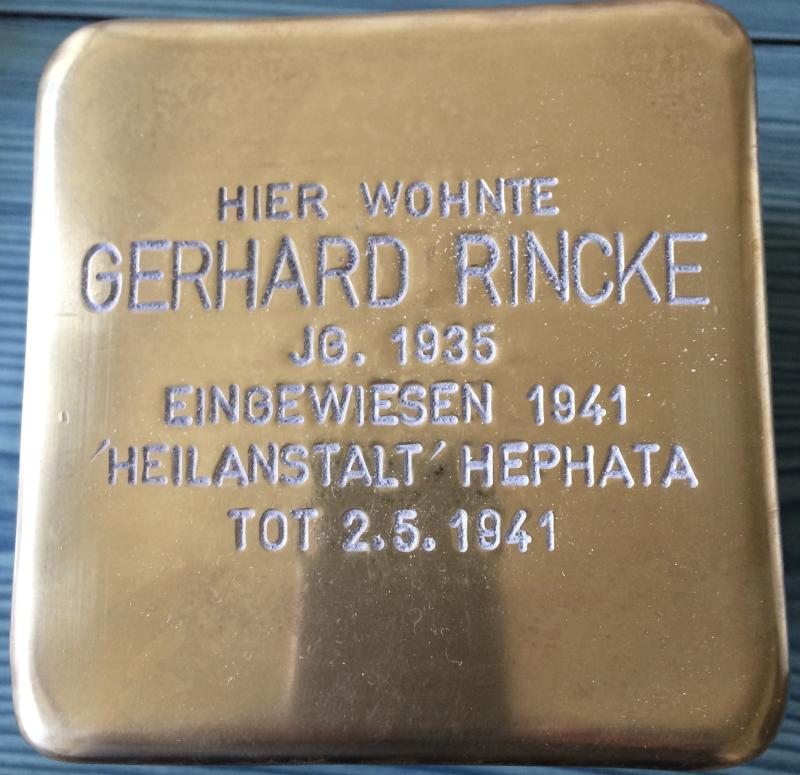 HIER WOHNTE
GERHARD RINCKE
JG. 1935
EINGEWIESEN 1941
'HEILANSTALT' HEPHATA
TOT 2.5.1941